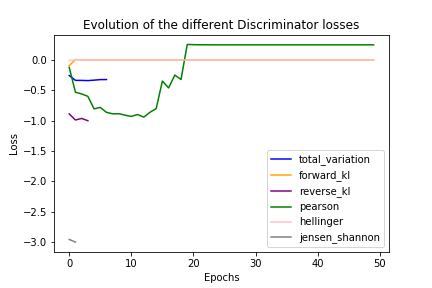 Evolution of the different Discriminator losses
0.0
−0.5
−1.0
−1.5
−2.0
−2.5
−3.0
Loss
total_variation
forward_kl
reverse_kl
pearson
hellinger
jensen_shannon
0 10 20 30 40 50
Epochs